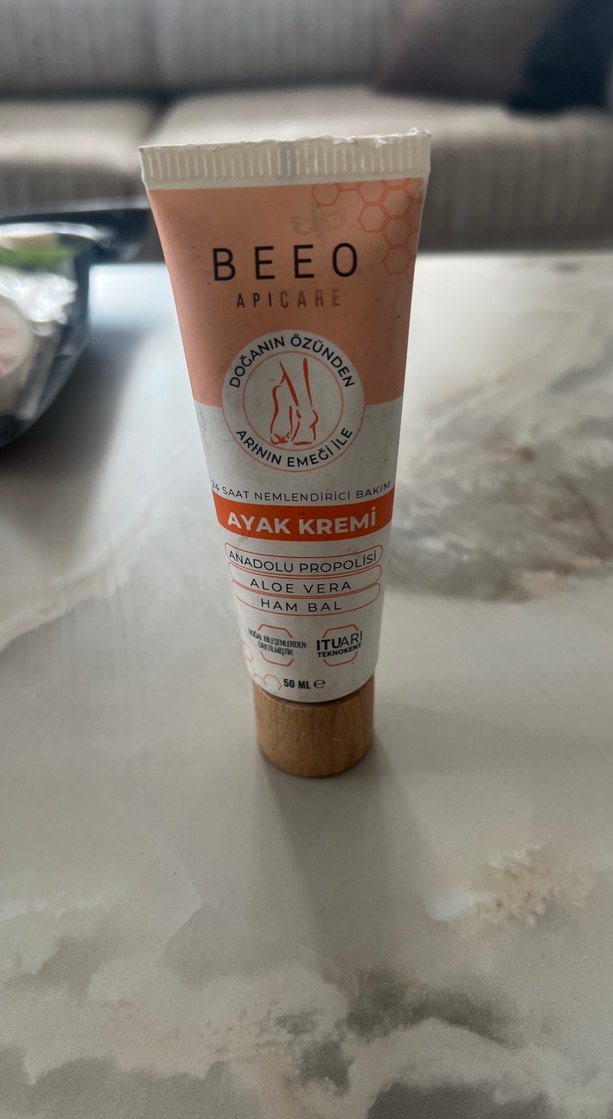 BEEO
APICARE
DOĞANIN ÖZÜNDEN
ARININ EMEĞİ İLE
24 SAAT NEMLENDİRİCİ BAKIM
AYAK KREMİ
ANADOLU PROPOLİSİ
ALOE VERA
HAM BAL
DOĞAL BİLEŞENLERDEN
ÜRETİLMİŞTİR
ITUARI
TEKNOKENT
50 ML ℮